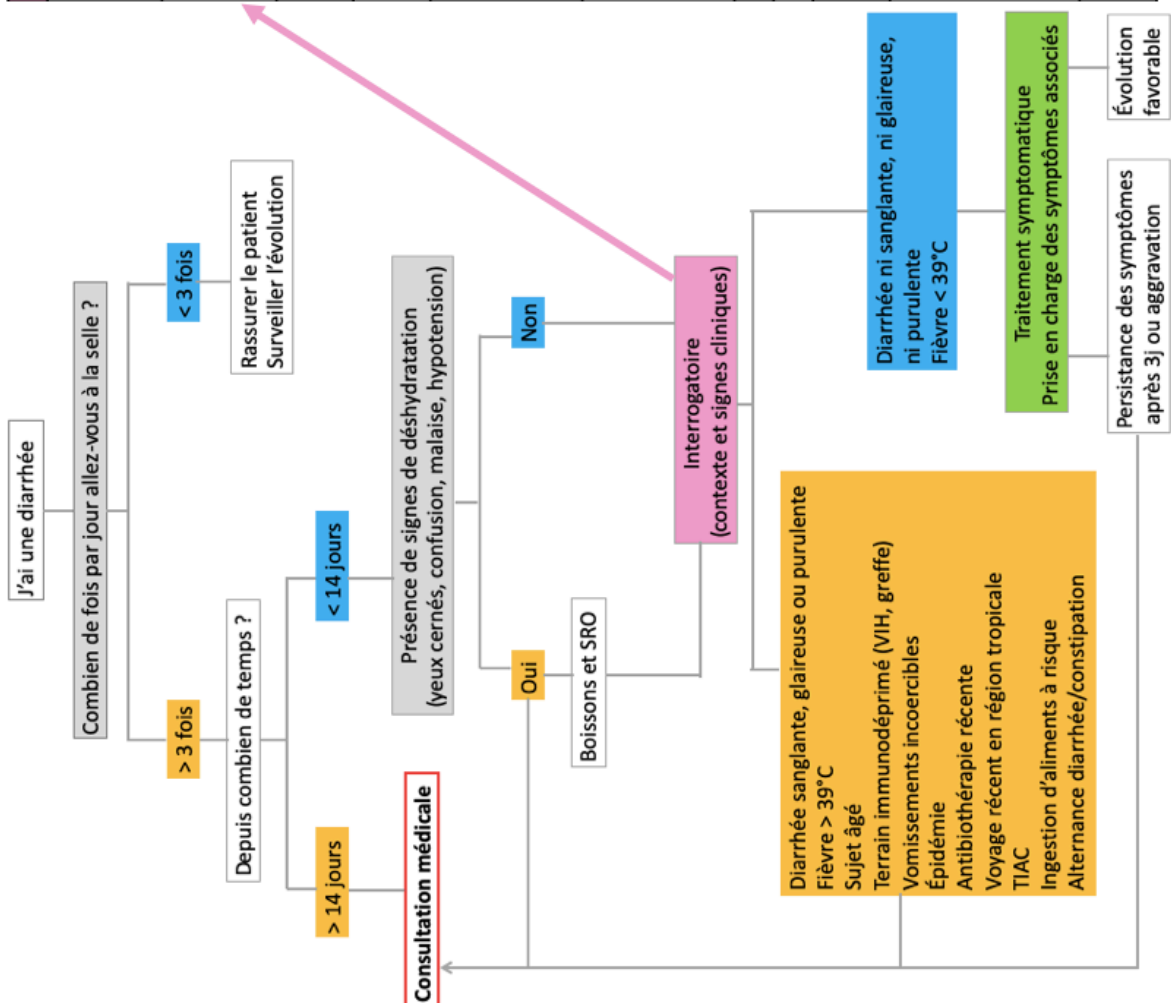 J'ai une diarrhée
Combien de fois par jour allez-vous à la selle ?
> 3 fois
< 3 fois
Rassurer le patient
Surveiller l'évolution
Depuis combien de temps ?
> 14 jours
< 14 jours
Consultation médicale
Présence de signes de déshydratation
(yeux cernés, confusion, malaise, hypotension)
Oui
Non
Boissons et SRO
Interrogatoire
(contexte et signes cliniques)
Diarrhée sanglante, glaireuse ou purulente
Fièvre > 39°C
Sujet âgé
Terrain immunodéprimé (VIH, greffe)
Vomissements incoercibles
Épidémie
Antibiothérapie récente
Voyage récent en région tropicale
TIAC
Ingestion d'aliments à risque
Alternance diarrhée/constipation
Diarrhée ni sanglante, ni glaireuse,
ni purulente
Fièvre < 39°C
Traitement symptomatique
Prise en charge des symptômes associés
Persistance des symptômes
après 3j ou aggravation
Évolution
favorable